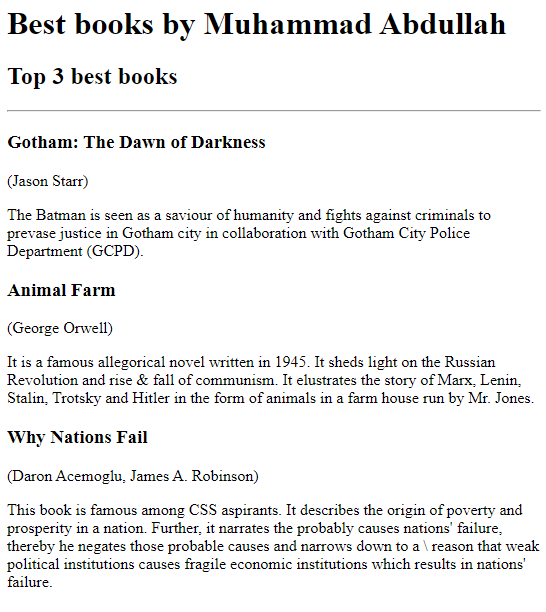 Best books by Muhammad Abdullah
Top 3 best books
Gotham: The Dawn of Darkness
(Jason Starr)
The Batman is seen as a saviour of humanity and fights against criminals to
prevase justice in Gotham city in collaboration with Gotham City Police
Department (GCPD).
Animal Farm
(George Orwell)
It is a famous allegorical novel written in 1945. It sheds light on the Russian
Revolution and rise & fall of communism. It elustrates the story of Marx, Lenin,
Stalin, Trotsky and Hitler in the form of animals in a farm house run by Mr. Jones.
Why Nations Fail
(Daron Acemoglu, James A. Robinson)
This book is famous among CSS aspirants. It describes the origin of poverty and
prosperity in a nation. Further, it narrates the probably causes nations' failure,
thereby he negates those probable causes and narrows down to a \ reason that weak
political institutions causes fragile economic institutions which results in nations'
failure.